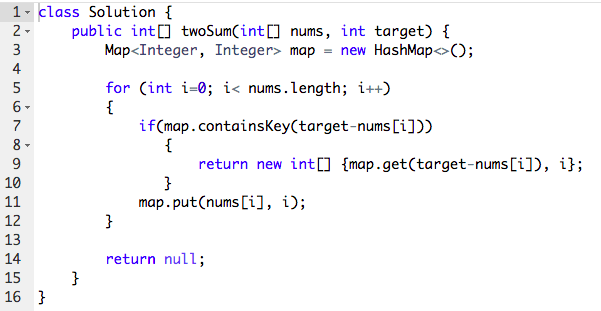 1 class Solution {
2     public int[] twoSum(int[] nums, int target) {
3         Map<Integer, Integer> map = new HashMap<>();
4
5         for (int i=0; i< nums.length; i++)
6         {
7             if(map.containsKey(target-nums[i]))
8                 {
9                     return new int[] {map.get(target-nums[i]), i};
10                 }
11             map.put(nums[i], i);
12         }
13
14         return null;
15     }
16 }